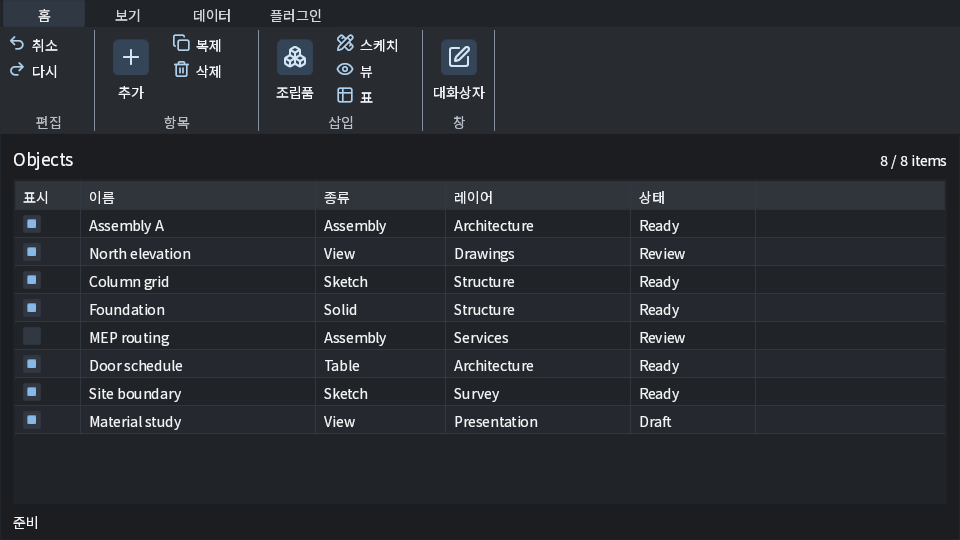 홈 보기 데이터 플러그인
취소 복제 스케치
다시 추가 삭제 조립품 뷰 대화상자
표
편집 항목 삽입 창
Objects 8 / 8 items
표시 이름 종류 레이어 상태
Assembly A Assembly Architecture Ready
North elevation View Drawings Review
Column grid Sketch Structure Ready
Foundation Solid Structure Ready
MEP routing Assembly Services Review
Door schedule Table Architecture Ready
Site boundary Sketch Survey Ready
Material study View Presentation Draft
준비